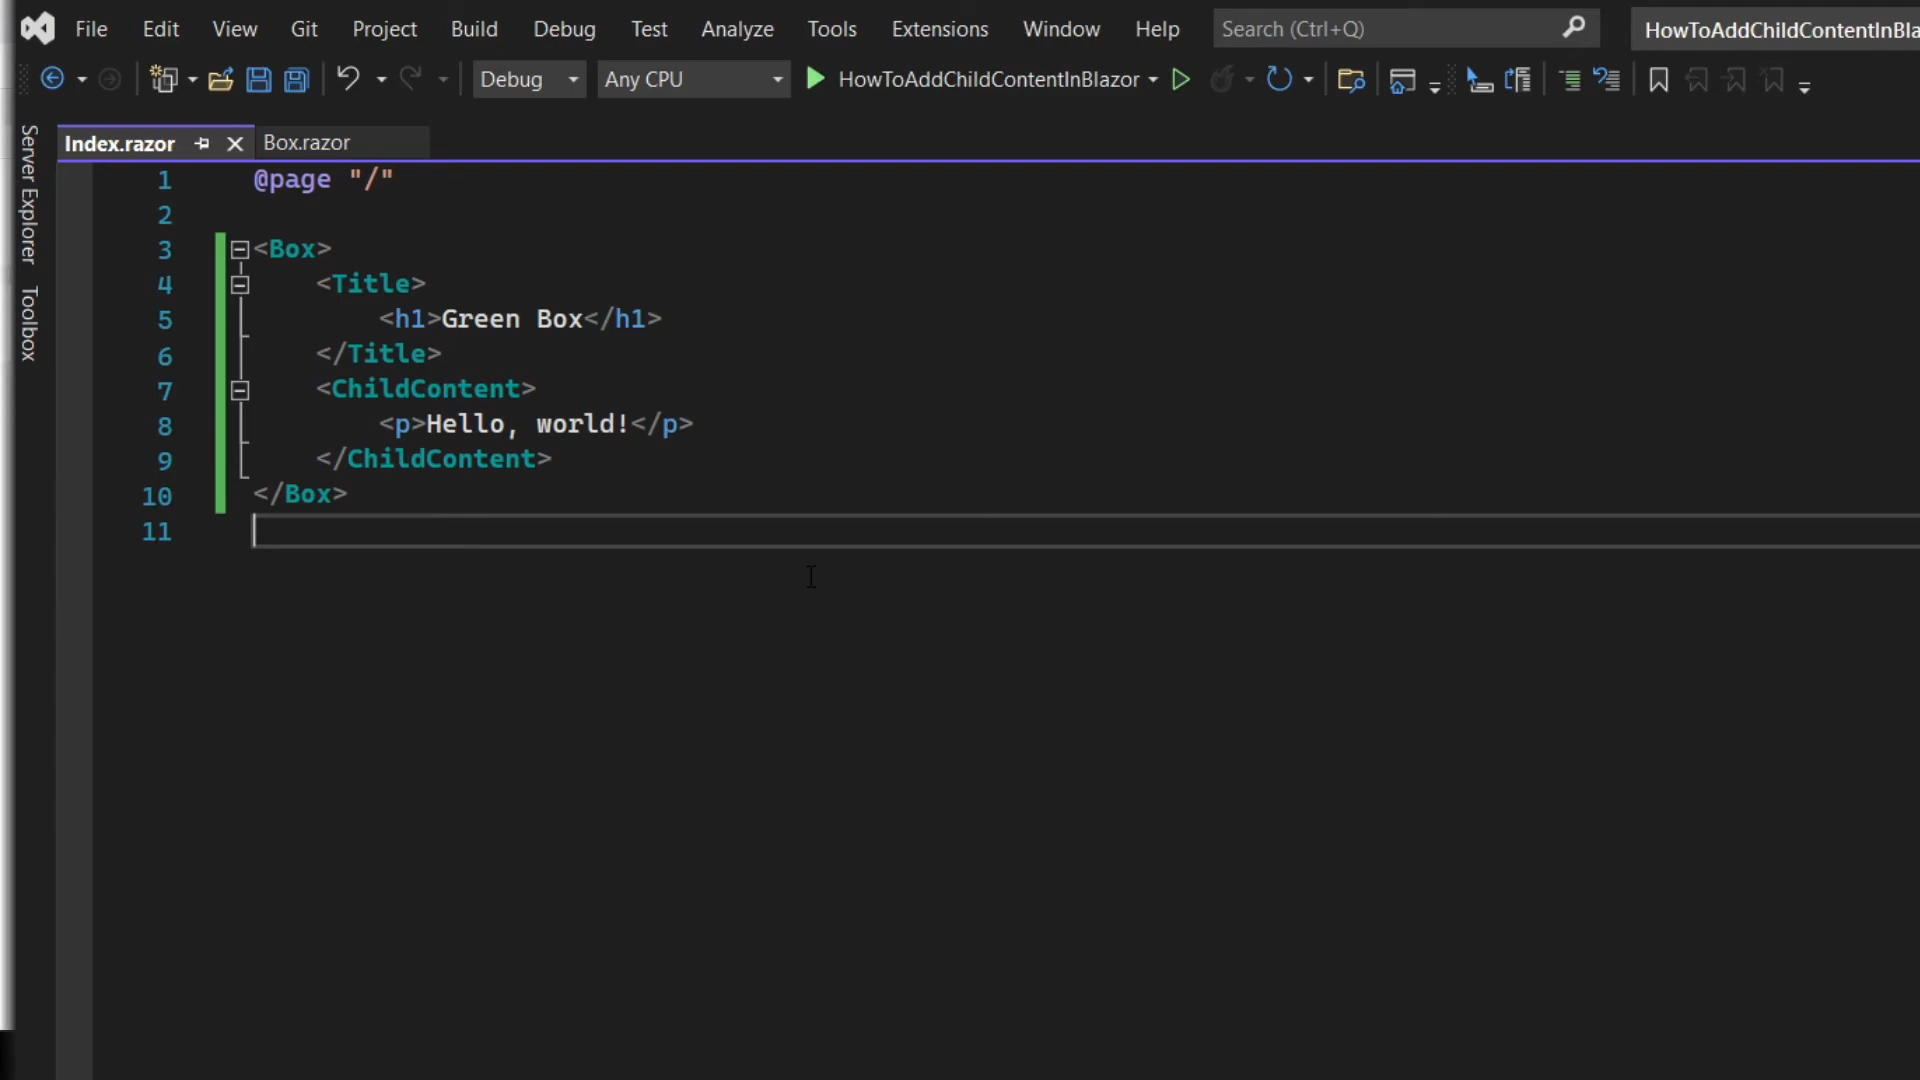 File Edit View Git Project Build Debug Test Analyze Tools Extensions Window Help Search (Ctrl+Q) HowToAddChildContentInBla
Debug Any CPU HowToAddChildContentInBlazor
Server Explorer
Toolbox
Index.razor Box.razor
1 @page "/"
2
3 <Box>
4 <Title>
5 <h1>Green Box</h1>
6 </Title>
7 <ChildContent>
8 <p>Hello, world!</p>
9 </ChildContent>
10 </Box>
11